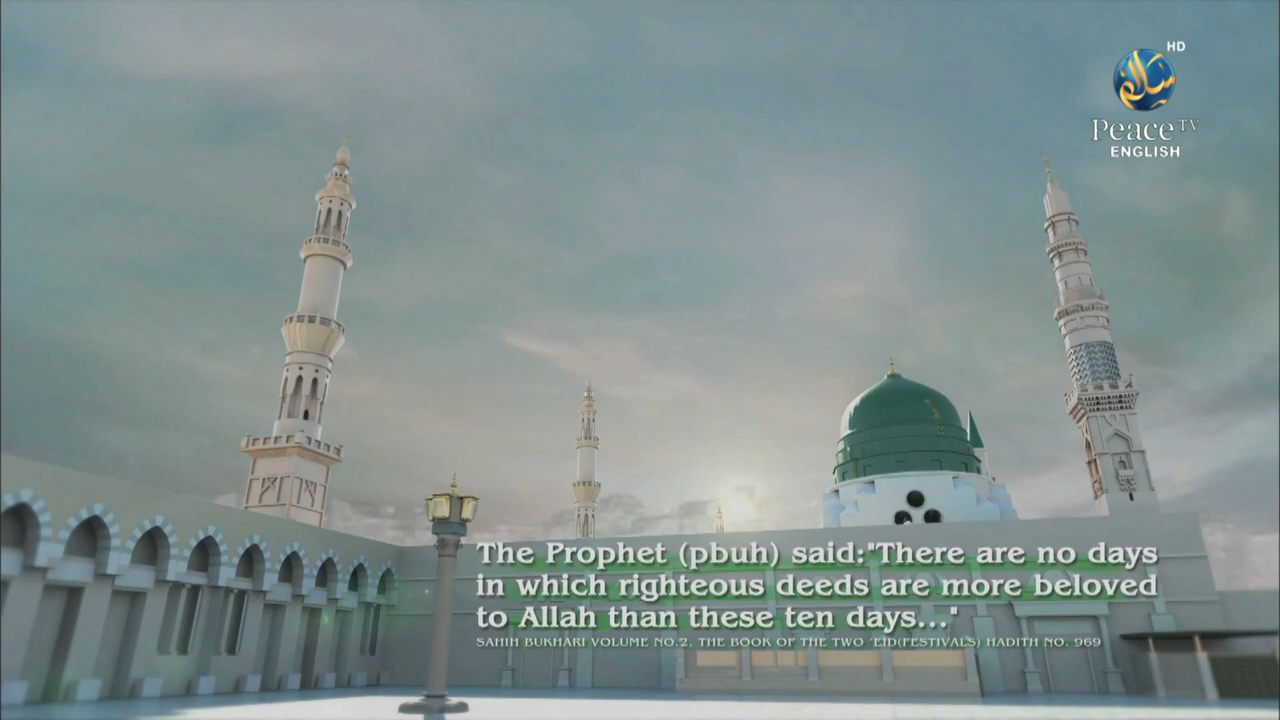 HD
سلام
Peace TV
ENGLISH
The Prophet (pbuh) said:"There are no days
in which righteous deeds are more beloved
to Allah than these ten days..."
SAHIH BUKHARI VOLUME NO.2, THE BOOK OF THE TWO 'EID(FESTIVALS) HADITH NO. 969